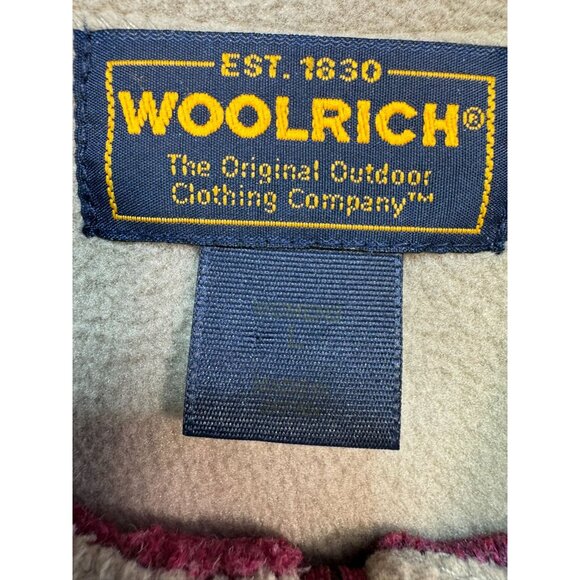 EST. 1830
WOOLRICH®
The Original Outdoor
Clothing Company™